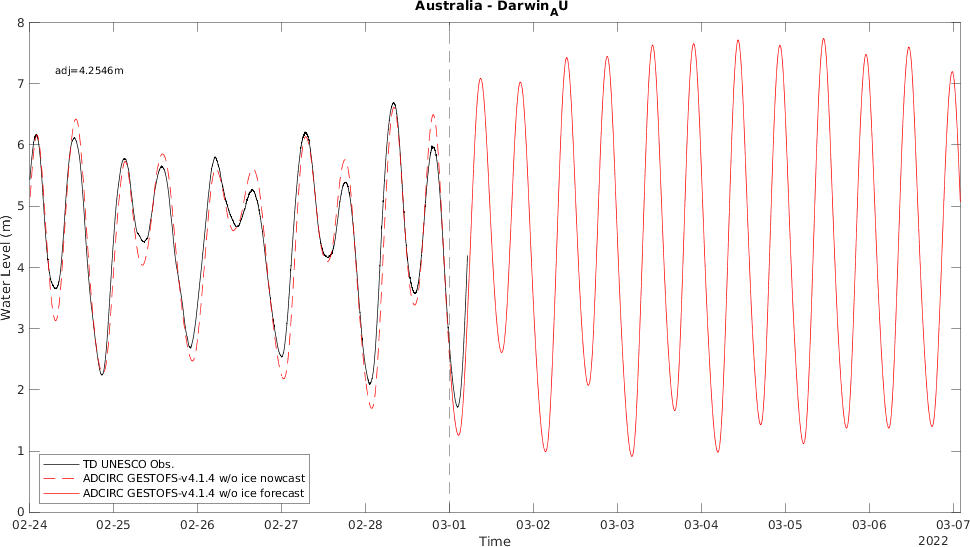 Australia - Darwin_AU
8
7
6
5
4
3
2
1
0
adj=4.2546m
Water Level (m)
TD UNESCO Obs.
ADCIRC GESTOFS-v4.1.4 w/o ice nowcast
ADCIRC GESTOFS-v4.1.4 w/o ice forecast
02-24 02-25 02-26 02-27 02-28 03-01 03-02 03-03 03-04 03-05 03-06 03-07
Time
2022